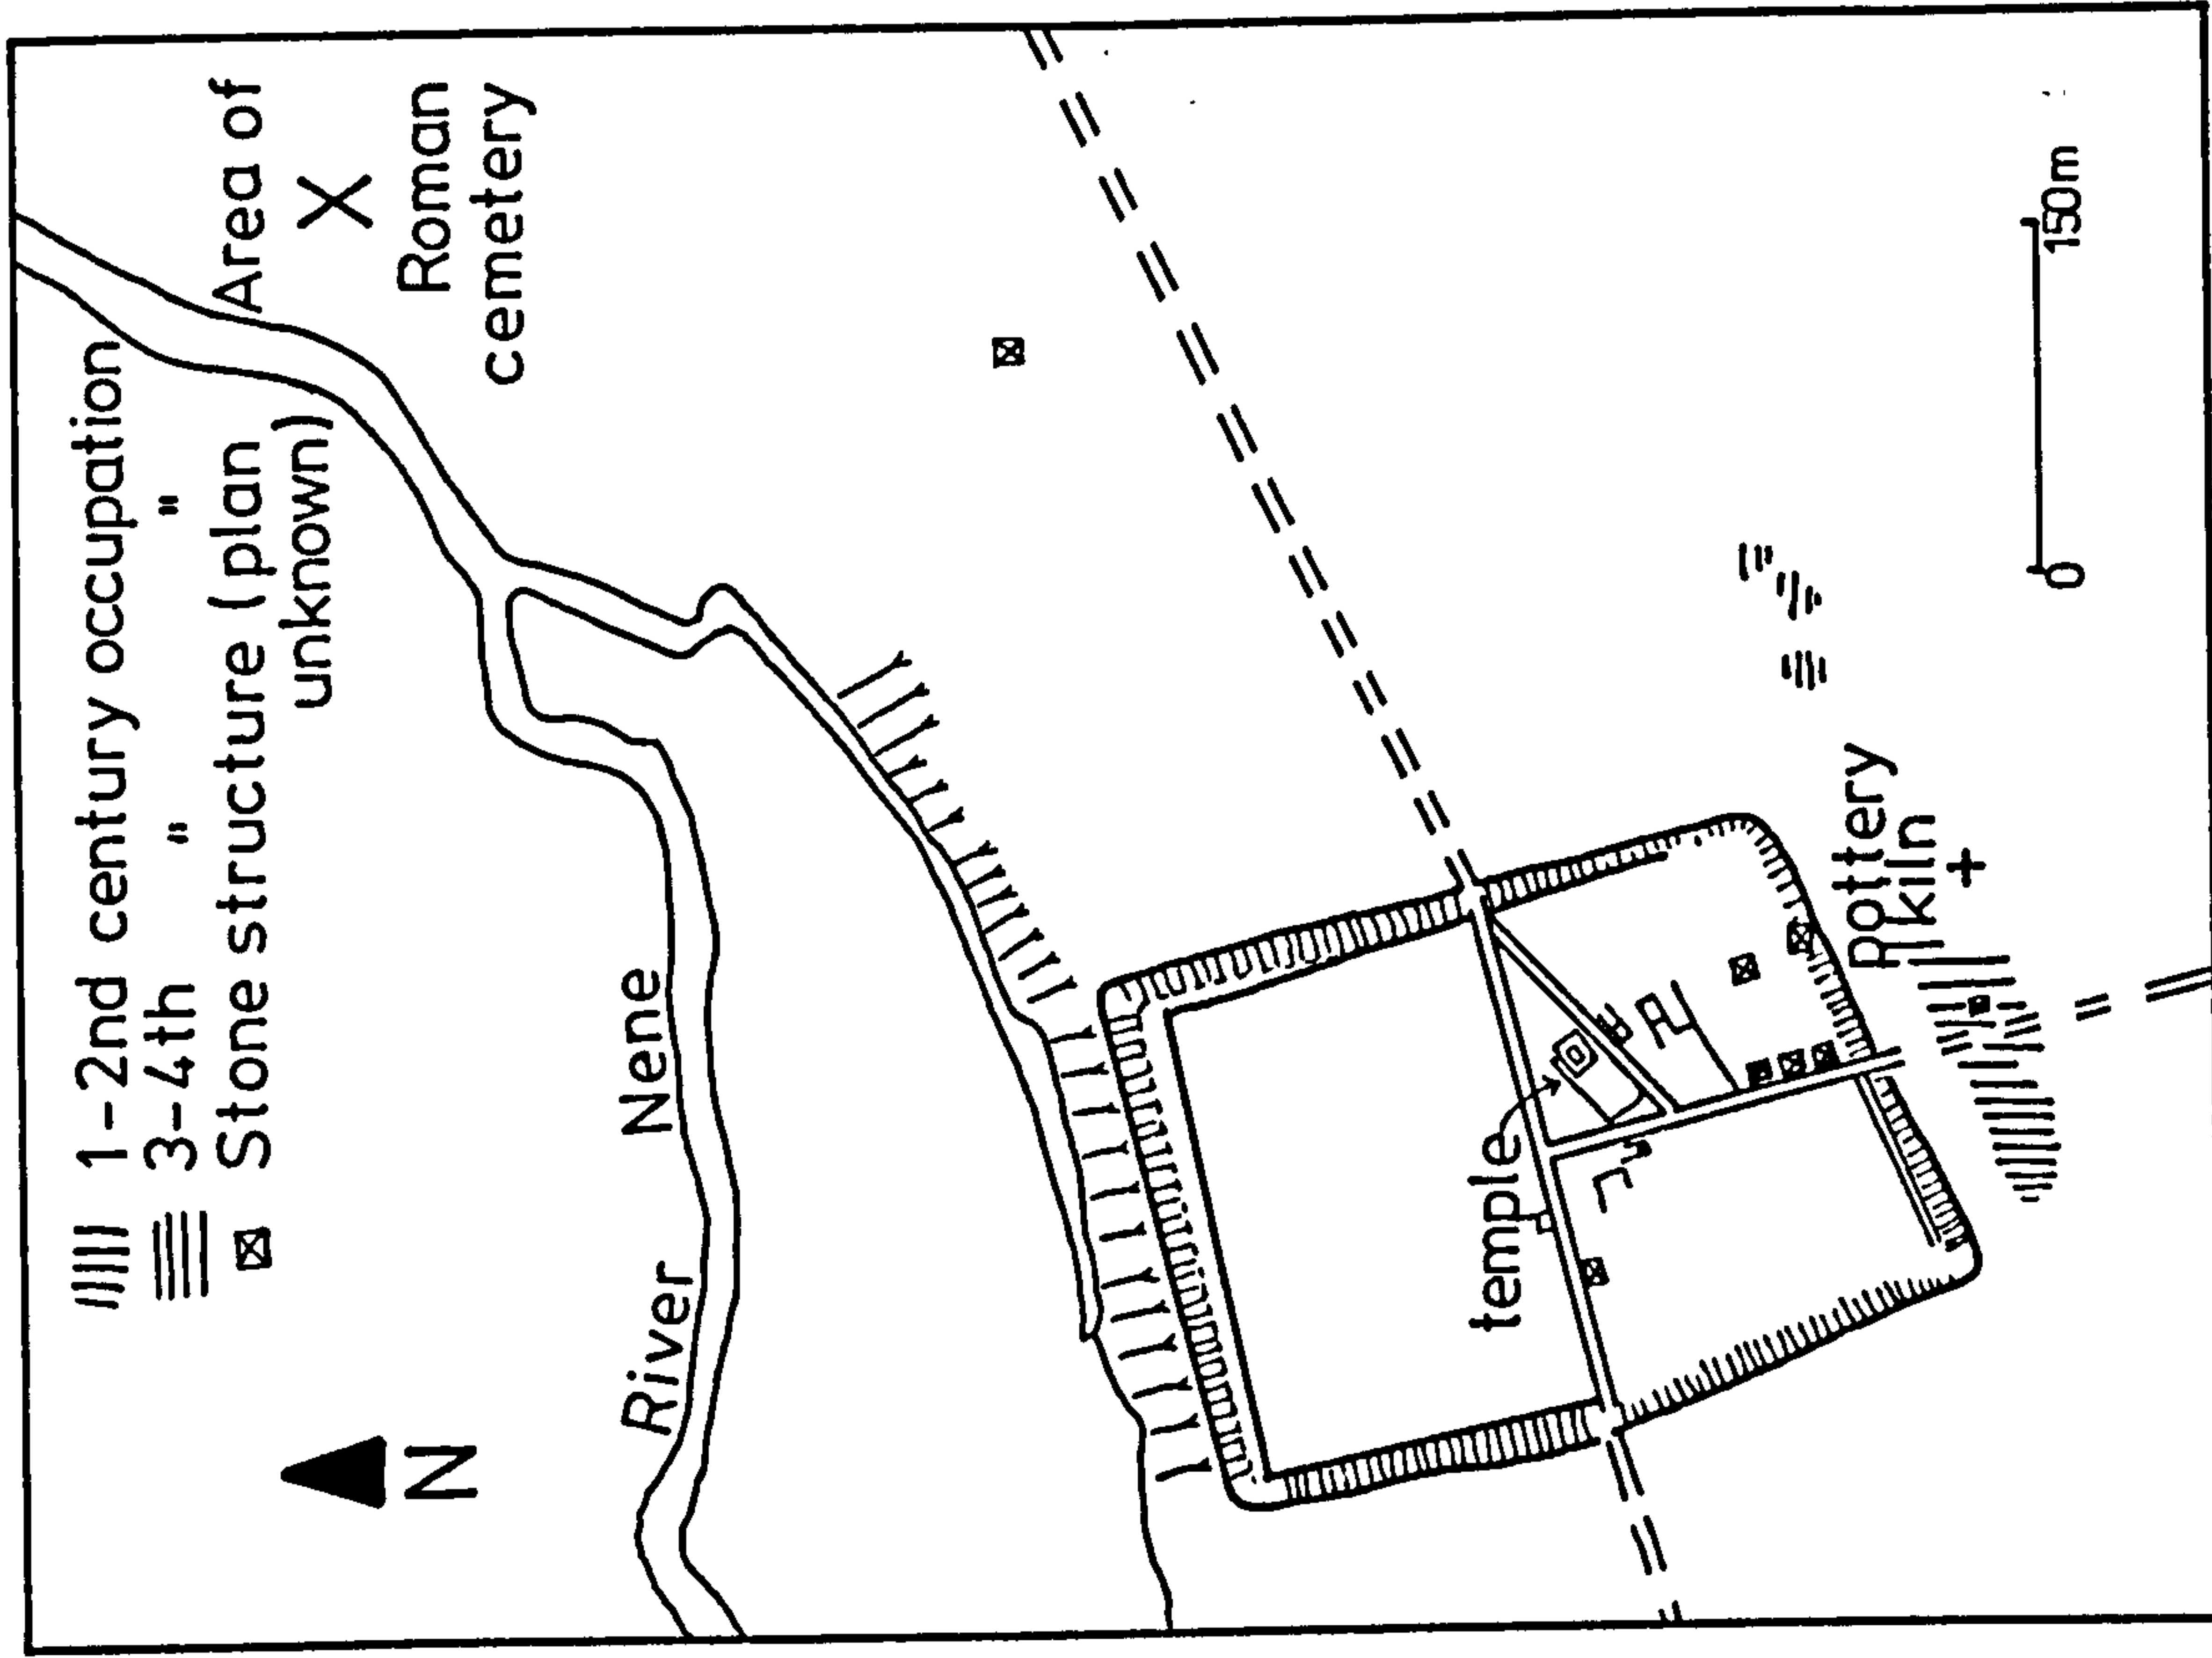 1-2nd century occupation
3-4th " "
Stone structure (plan
unknown)
Area of
X
Roman
cemetery
N
River Nene
temple
pottery
kiln
0 150m